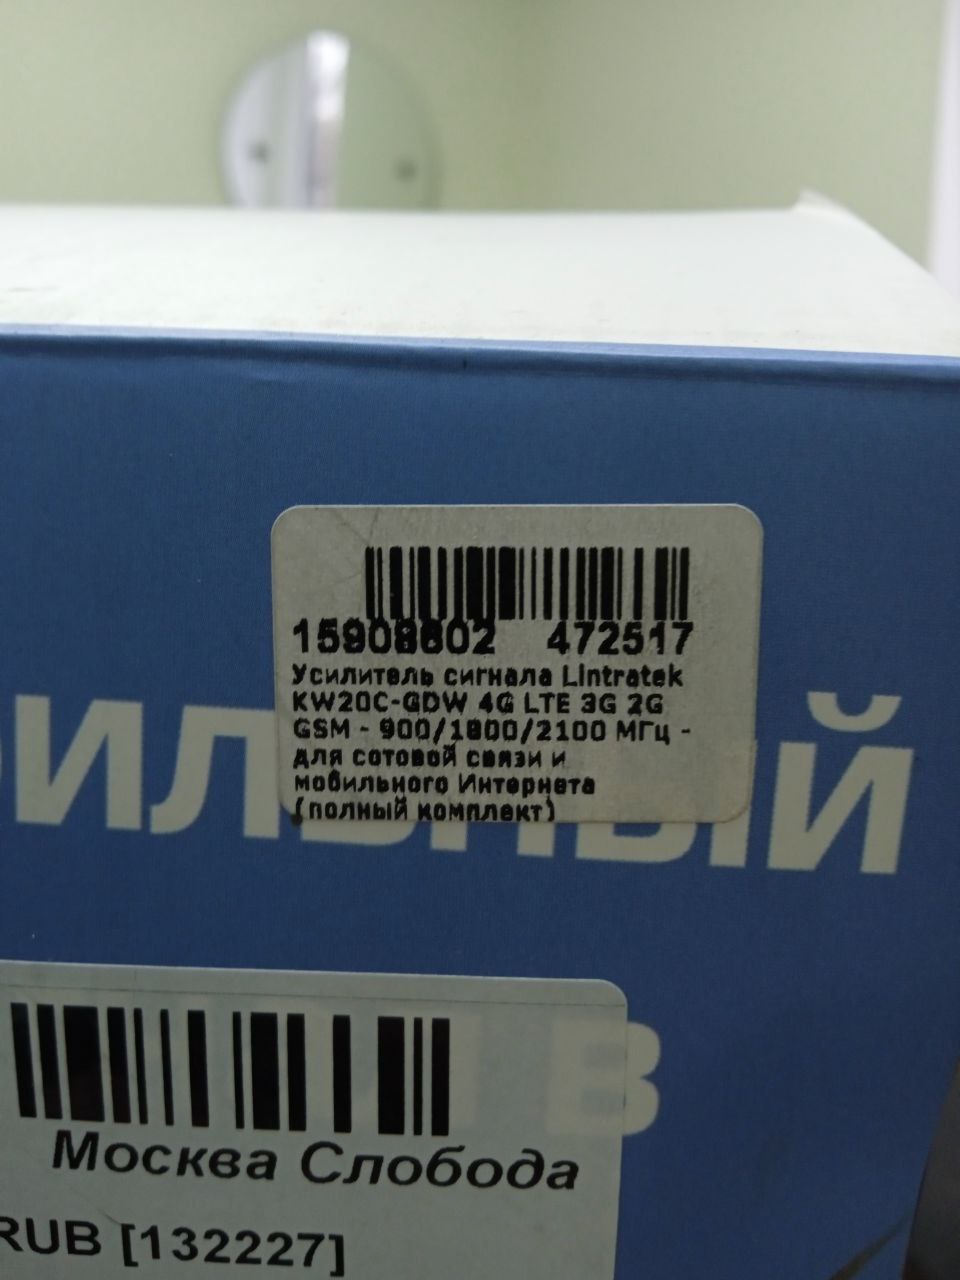 15908602 472517
Усилитель сигнала Lintratek
KW20C-GDW 4G LTE 3G 2G
GSM - 900/1800/2100 МГц -
для сотовой связи и
мобильного Интернета
(полный комплект)
В
Москва Слобода
RUB [132227]